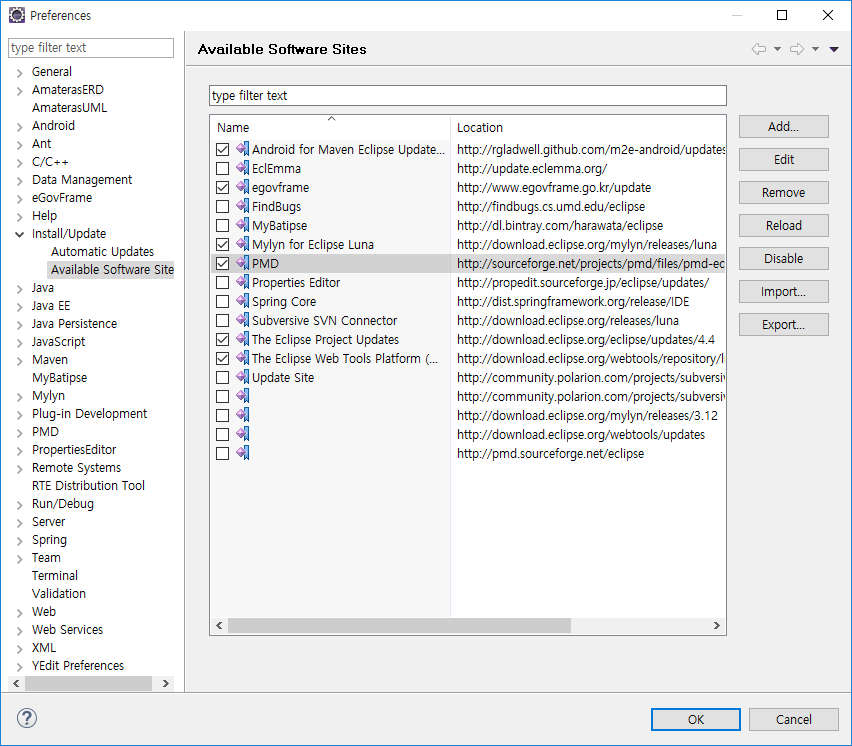 Preferences
type filter text
General
AmaterasERD
AmaterasUML
Android
Ant
C/C++
Data Management
eGovFrame
Help
Install/Update
Automatic Updates
Available Software Site
Java
Java EE
Java Persistence
JavaScript
Maven
MyBatipse
Mylyn
Plug-in Development
PMD
PropertiesEditor
Remote Systems
RTE Distribution Tool
Run/Debug
Server
Spring
Team
Terminal
Validation
Web
Web Services
XML
YEdit Preferences
Available Software Sites
type filter text
Name Location
Android for Maven Eclipse Update... http://rgladwell.github.com/m2e-android/updates
EclEmma http://update.eclemma.org/
egovframe http://www.egovframe.go.kr/update
FindBugs http://findbugs.cs.umd.edu/eclipse
MyBatipse http://dl.bintray.com/harawata/eclipse
Mylyn for Eclipse Luna http://download.eclipse.org/mylyn/releases/luna
PMD http://sourceforge.net/projects/pmd/files/pmd-ec
Properties Editor http://propedit.sourceforge.jp/eclipse/updates/
Spring Core http://dist.springframework.org/release/IDE
Subversive SVN Connector http://download.eclipse.org/releases/luna
The Eclipse Project Updates http://download.eclipse.org/eclipse/updates/4.4
The Eclipse Web Tools Platform (... http://download.eclipse.org/webtools/repository/l
Update Site http://community.polarion.com/projects/subversiv
http://community.polarion.com/projects/subversiv
http://download.eclipse.org/mylyn/releases/3.12
http://download.eclipse.org/webtools/updates
http://pmd.sourceforge.net/eclipse
Add...
Edit
Remove
Reload
Disable
Import...
Export...
?
OK
Cancel